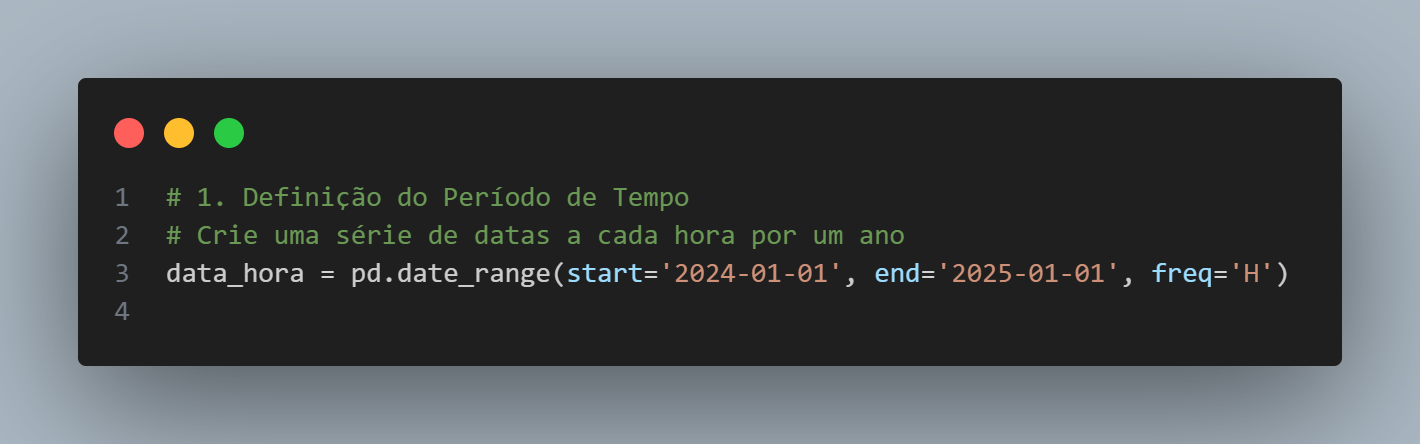 1 # 1. Definição do Período de Tempo
2 # Crie uma série de datas a cada hora por um ano
3 data_hora = pd.date_range(start='2024-01-01', end='2025-01-01', freq='H')
4